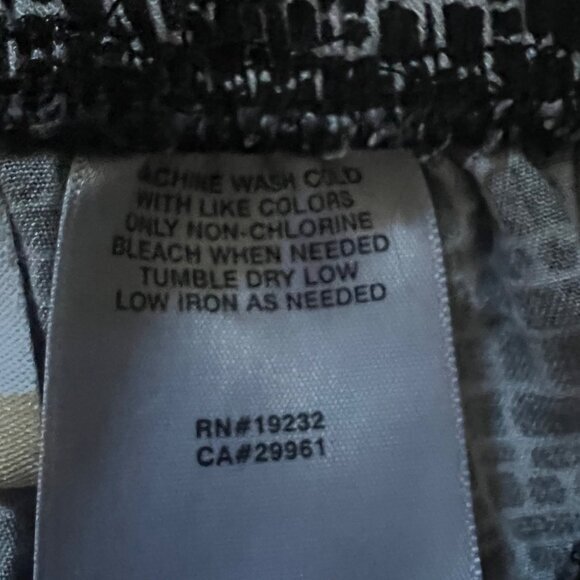 ACHINE WASH COLD
WITH LIKE COLORS
ONLY NON-CHLORINE
BLEACH WHEN NEEDED
TUMBLE DRY LOW
LOW IRON AS NEEDED
RN#19232
CA#29961